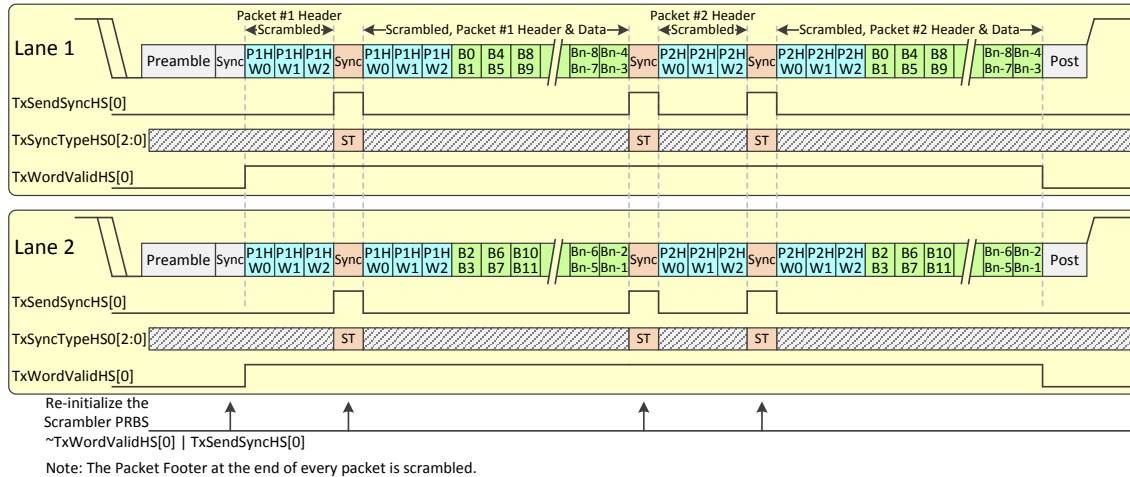 Packet #1 Header
Scrambled
Scrambled, Packet #1 Header & Data
Packet #2 Header
Scrambled
Scrambled, Packet #2 Header & Data
Lane 1
Preamble Sync P1H P1H P1H Sync P1H P1H P1H B0 B4 B8 Bn-8 Bn-4 Sync P2H P2H P2H Sync P2H P2H P2H B0 B4 B8 Bn-8 Bn-4 Post
W0 W1 W2 W0 W1 W2 B1 B5 B9 Bn-7 Bn-3 W0 W1 W2 W0 W1 W2 B1 B5 B9 Bn-7 Bn-3
TxSendSyncHS[0]
TxSyncTypeHS0[2:0] ST ST ST
TxWordValidHS[0]
Lane 2
Preamble Sync P1H P1H P1H Sync P1H P1H P1H B2 B6 B10 Bn-6 Bn-2 Sync P2H P2H P2H Sync P2H P2H P2H B2 B6 B10 Bn-6 Bn-2 Post
W0 W1 W2 W0 W1 W2 B3 B7 B11 Bn-5 Bn-1 W0 W1 W2 W0 W1 W2 B3 B7 B11 Bn-5 Bn-1
TxSendSyncHS[0]
TxSyncTypeHS0[2:0] ST ST ST
TxWordValidHS[0]
Re-initialize the
Scrambler PRBS
~TxWordValidHS[0] | TxSendSyncHS[0]
Note: The Packet Footer at the end of every packet is scrambled.